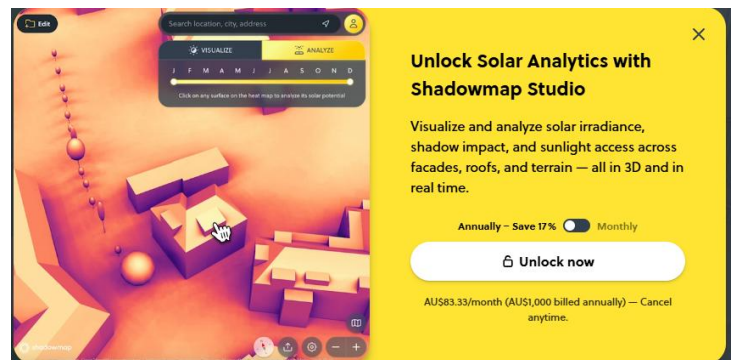 Edit
Search location, city, address
VISUALIZE
ANALYZE
J F M A M J J A S O N D
Click on any surface on the heat map to analyze its solar potential
shadowmap
Unlock Solar Analytics with
Shadowmap Studio
Visualize and analyze solar irradiance,
shadow impact, and sunlight access across
facades, roofs, and terrain — all in 3D and in
real time.
Annually – Save 17% Monthly
Unlock now
AU$83.33/month (AU$1,000 billed annually) — Cancel
anytime.